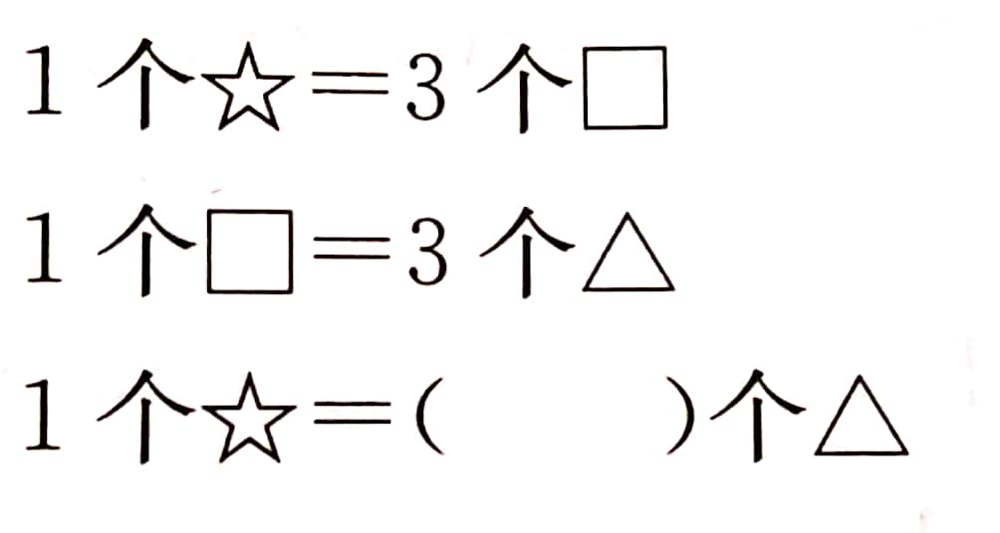 1 个☆=3 个□
1 个□=3 个△
1 个☆=(    )个△